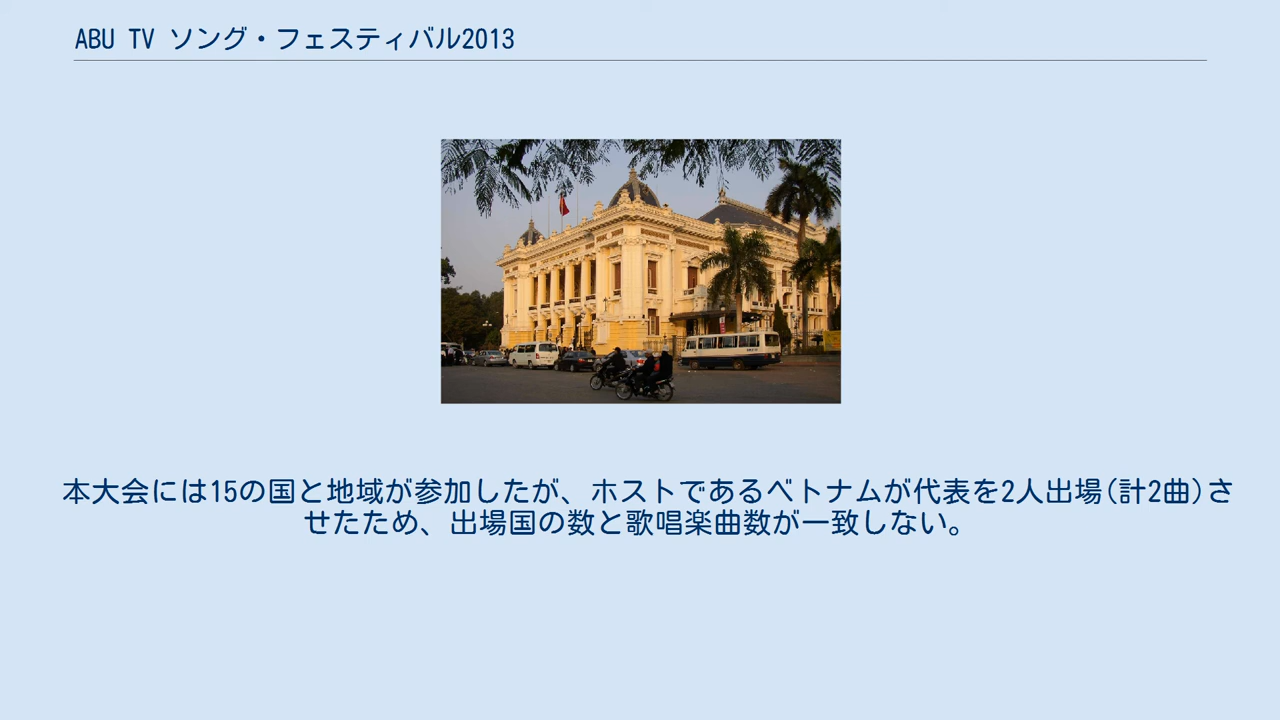 ABU TV ソング・フェスティバル2013
本大会には15の国と地域が参加したが、ホストであるベトナムが代表を2人出場(計2曲)さ
せたため、出場国の数と歌唱楽曲数が一致しない。